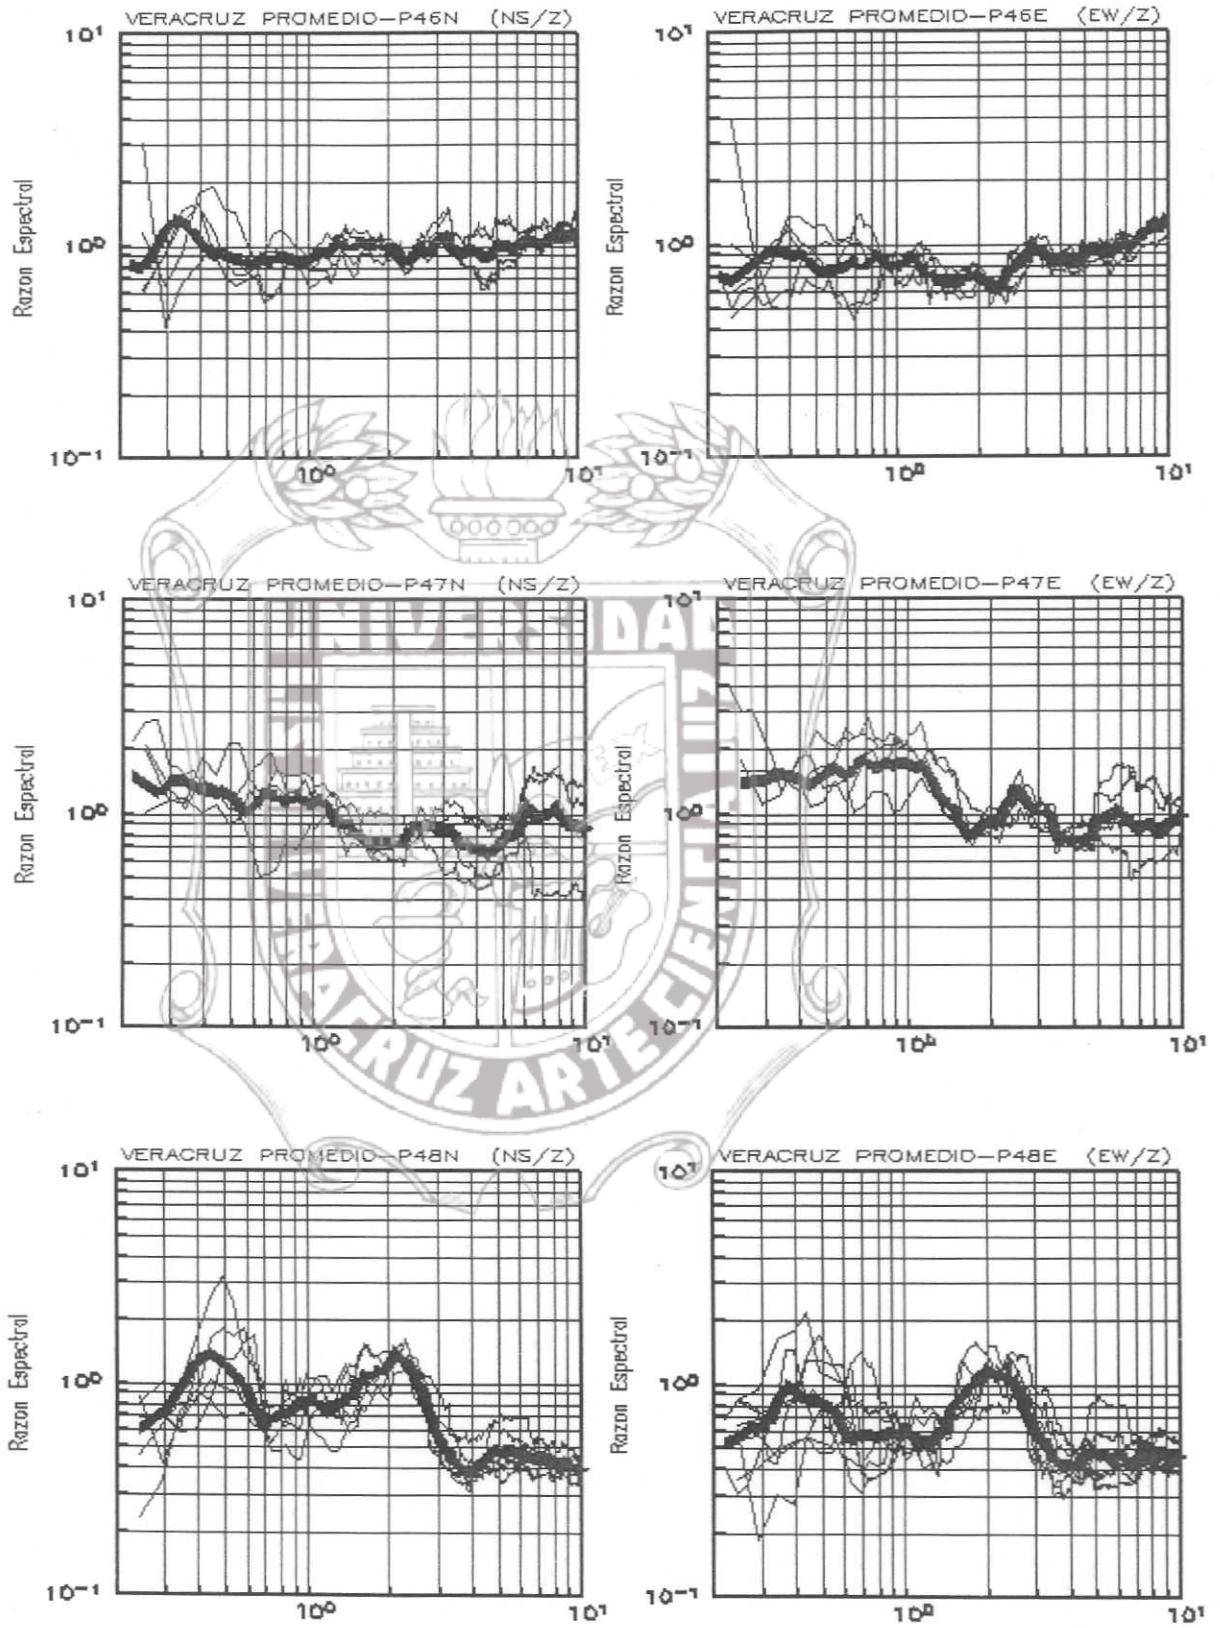 VERACRUZ PROMEDIO-P46N (NS/Z)
VERACRUZ PROMEDIO-P46E (EW/Z)
10¹
10¹
Razon Espectral
Razon Espectral
10⁰
10⁰
10⁻¹
10⁰
10¹
10⁻¹
10⁰
10¹
VERACRUZ PROMEDIO-P47N (NS/Z)
VERACRUZ PROMEDIO-P47E (EW/Z)
10¹
10¹
UNIVERSIDAD
Razon Espectral
Razon Espectral
10⁰
10⁰
10⁻¹
10⁰
10¹
10⁻¹
10⁰
10¹
VERACRUZ ARTE CIENCIA LUZ
VERACRUZ PROMEDIO-P48N (NS/Z)
VERACRUZ PROMEDIO-P48E (EW/Z)
10¹
10¹
Razon Espectral
Razon Espectral
10⁰
10⁰
10⁻¹
10⁰
10¹
10⁻¹
10⁰
10¹